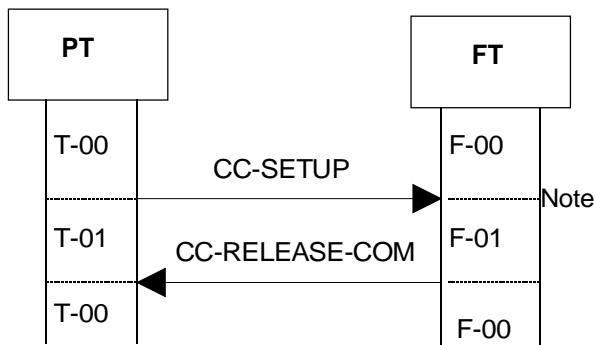 PT
FT
T-00
F-00
CC-SETUP
Note
T-01
F-01
CC-RELEASE-COM
T-00
F-00